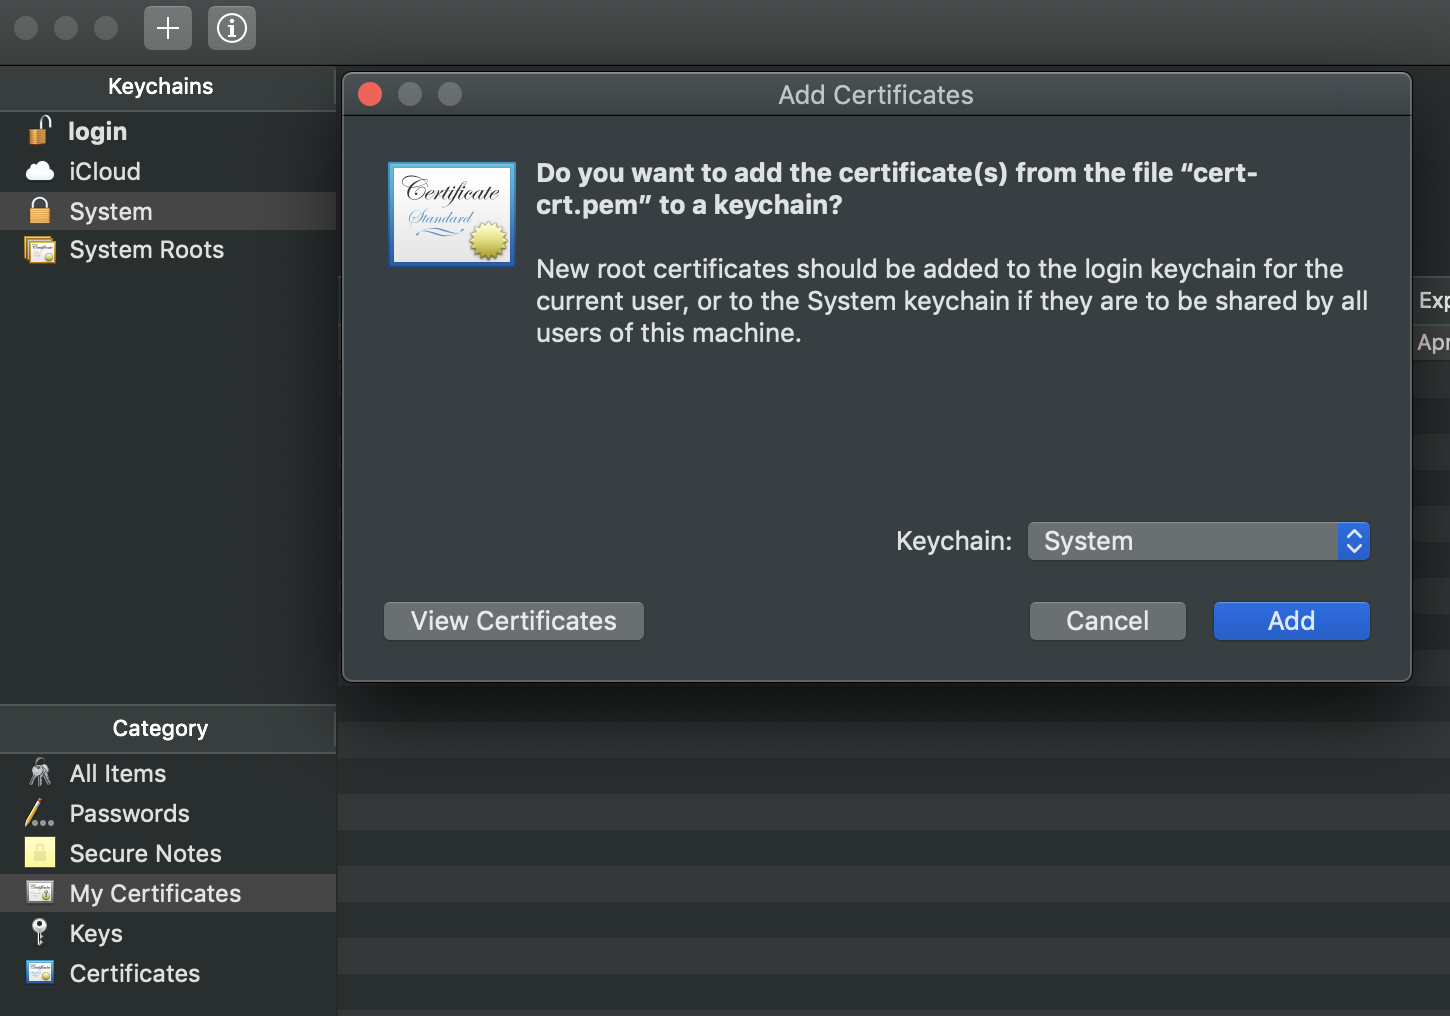 Keychains
login
iCloud
System
System Roots
Add Certificates
Certificate
Standard
Do you want to add the certificate(s) from the file “cert-
crt.pem” to a keychain?
New root certificates should be added to the login keychain for the
current user, or to the System keychain if they are to be shared by all
users of this machine.
Keychain: System
View Certificates
Cancel
Add
Category
All Items
Passwords
Secure Notes
My Certificates
Keys
Certificates
Exp
Apr